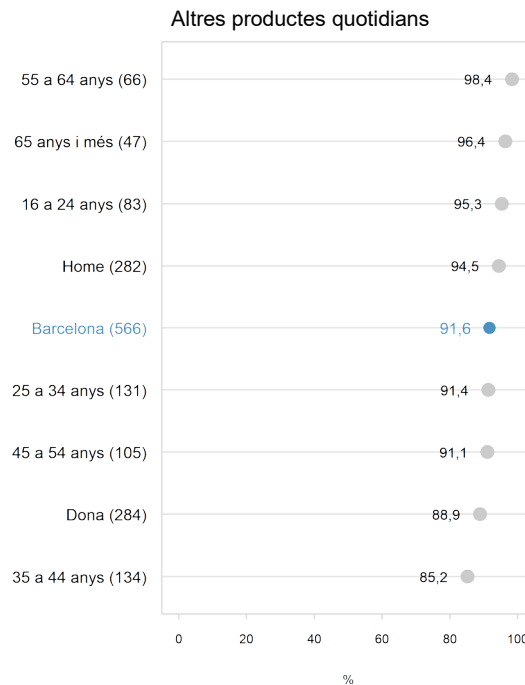 Altres productes quotidians
55 a 64 anys (66) 98,4
65 anys i més (47) 96,4
16 a 24 anys (83) 95,3
Home (282) 94,5
Barcelona (566) 91,6
25 a 34 anys (131) 91,4
45 a 54 anys (105) 91,1
Dona (284) 88,9
35 a 44 anys (134) 85,2
0 20 40 60 80 100
%